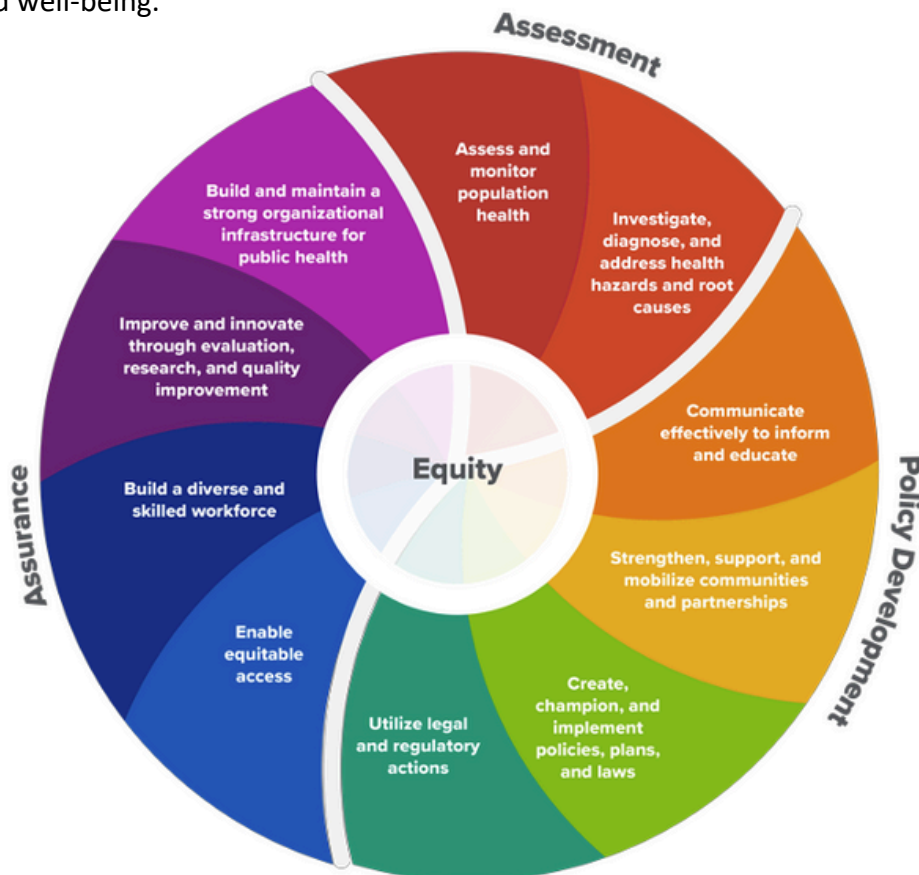 d well-being.
Assessment
Assess and
monitor
population
health
Investigate,
diagnose, and
address health
hazards and root
causes
Policy Development
Communicate
effectively to inform
and educate
Strengthen, support, and
mobilize communities
and partnerships
Create,
champion, and
implement
policies, plans,
and laws
Utilize legal
and regulatory
actions
Assurance
Enable
equitable
access
Build a diverse and
skilled workforce
Improve and innovate
through evaluation,
research, and quality
improvement
Build and maintain a
strong organizational
infrastructure for
public health
Equity